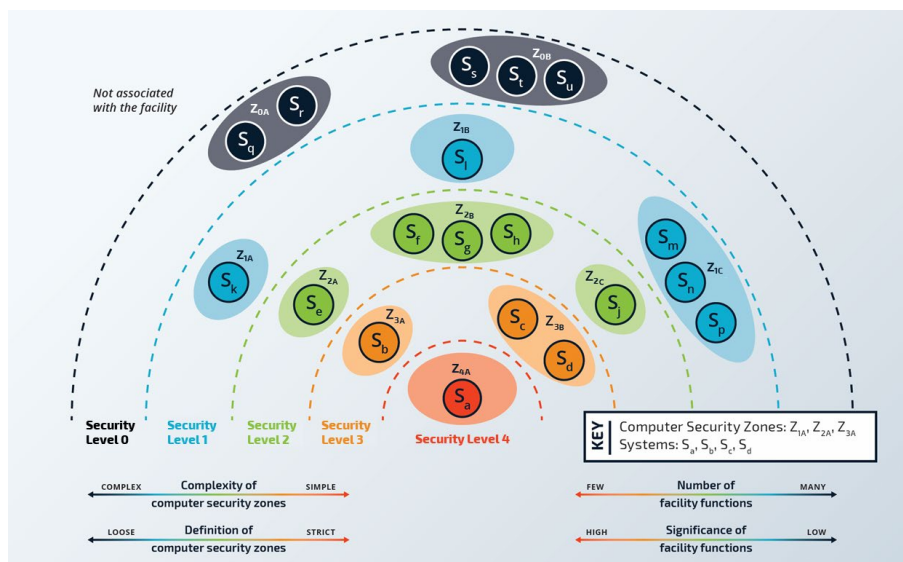 Not associated
with the facility
Z0A
Sr
Sq
Z0B
Ss
St
Su
Z1B
Sl
Z1A
Sk
Z1C
Sm
Sn
Sp
Z2B
Sf
Sg
Sh
Z2A
Se
Z2C
Sj
Z3A
Sb
Z3B
Sc
Sd
Z4A
Sa
Security
Level 0
Security
Level 1
Security
Level 2
Security
Level 3
Security Level 4
KEY
Computer Security Zones: Z1A, Z2A, Z3A
Systems: Sa, Sb, Sc, Sd
COMPLEX Complexity of SIMPLE
computer security zones
LOOSE Definition of STRICT
computer security zones
FEW Number of MANY
facility functions
HIGH Significance of LOW
facility functions